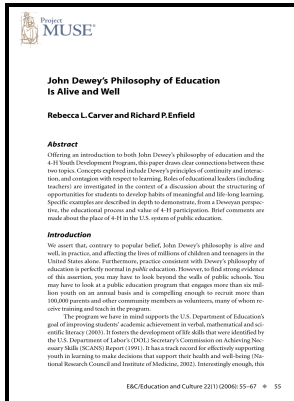 Project
MUSE®
John Dewey's Philosophy of Education
Is Alive and Well
Rebecca L. Carver and Richard P. Enfield
Abstract
Offering an introduction to both John Dewey's philosophy of education and the
4-H Youth Development Program, this paper draws clear connections between these
two topics. Concepts explored include Dewey's principles of continuity and interac-
tion, and contagion with respect to learning. Roles of educational leaders (including
teachers) are investigated in the context of a discussion about the structuring of
opportunities for students to develop habits of meaningful and life-long learning.
Specific examples are described in depth to demonstrate, from a Deweyan perspec-
tive, the educational process and value of 4-H participation. Brief comments are
made about the place of 4-H in the U.S. system of public education.
Introduction
We assert that, contrary to popular belief, John Dewey's philosophy is alive and
well, in practice, and affecting the lives of millions of children and teenagers in the
United States alone. Furthermore, practice consistent with Dewey's philosophy of
education is perfectly normal in public education. However, to find strong evidence
of this assertion, you may have to look beyond the walls of public schools. You
may have to look at a public education program that engages more than six mil-
lion youth on an annual basis and is compelling enough to recruit more than
100,000 parents and other community members as volunteers, many of whom re-
ceive training and teach in the program.
The program we have in mind supports the U.S. Department of Education's
goal of improving students' academic achievement in verbal, mathematical and sci-
entific literacy (2003). It fosters the development of life skills that were identified by
the U.S. Department of Labor's (DOL) Secretary's Commission on Achieving Nec-
essary Skills (SCANS) Report (1991). It has a track record for effectively supporting
youth in learning to make decisions that support their health and well-being (Na-
tional Research Council and Institute of Medicine, 2002). Interestingly enough, this
E&C/Education and Culture 22(1) (2006): 55–67 ◆ 55